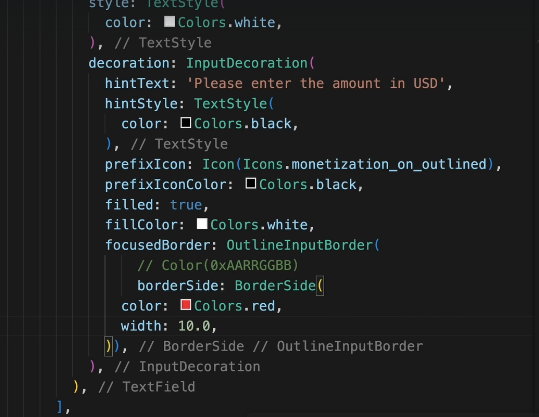 style: TextStyle(
color: Colors.white,
), // TextStyle
decoration: InputDecoration(
hintText: 'Please enter the amount in USD',
hintStyle: TextStyle(
color: Colors.black,
), // TextStyle
prefixIcon: Icon(Icons.monetization_on_outlined),
prefixIconColor: Colors.black,
filled: true,
fillColor: Colors.white,
focusedBorder: OutlineInputBorder(
// Color(0xAARRGGBB)
borderSide: BorderSide(
color: Colors.red,
width: 10.0,
)), // BorderSide // OutlineInputBorder
), // InputDecoration
), // TextField
],